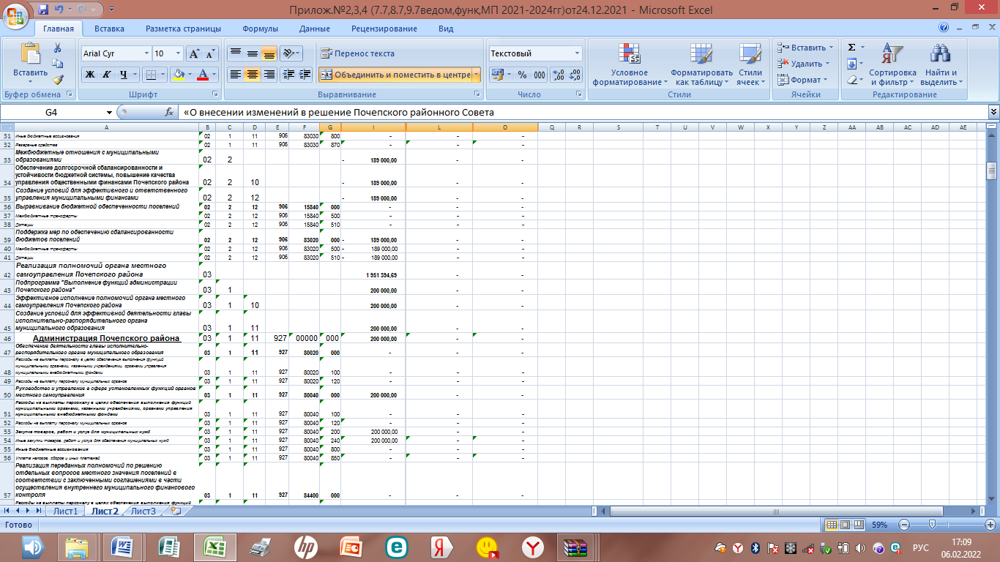 Прилож.№2,3,4 (7.7,8.7,9.7ведом,функ,МП 2021-2024гг)от24.12.2021 - Microsoft Excel
Главная Вставка Разметка страницы Формулы Данные Рецензирование Вид
Arial Cyr 10 Перенос текста Текстовый Вставить Σ
Вставить Ж К Ч А Объединить и поместить в центре % 000 Условное форматирование Форматировать как таблицу Стили ячеек Удалить Формат Сортировка и фильтр Найти и выделить
Буфер обмена Шрифт Выравнивание Число Стили Ячейки Редактирование
G4 fx «О внесении изменений в решение Почепского районного Совета
A B C D E F G I L O Q R S T U V W X Y Z AA AB AC AD AE
31 Иные бюджетные ассигнования 02 1 11 906 83030 800 - - -
32 Резервные средства 02 1 11 906 83030 870 - - -
33 Межбюджетные отношения с муниципальными образованиями 02 2 - 189 000,00 - -
34 Обеспечение долгосрочной сбалансированности и устойчивости бюджетной системы, повышение качества управления общественными финансами Почепского района 02 2 10 - 189 000,00 - -
35 Создание условий для эффективного и ответственного управления муниципальными финансами 02 2 12 - 189 000,00 - -
36 Выравнивание бюджетной обеспеченности поселений 02 2 12 906 15840 000 - - -
37 Межбюджетные трансферты 02 2 12 906 15840 500 - - -
38 Дотации 02 2 12 906 15840 510 - - -
39 Поддержка мер по обеспечению сбалансированности бюджетов поселений 02 2 12 906 83020 000 - 189 000,00 - -
40 Межбюджетные трансферты 02 2 12 906 83020 500 - 189 000,00 - -
41 Дотации 02 2 12 906 83020 510 - 189 000,00 - -
42 Реализация полномочий органа местного самоуправления Почепского района 03 1 951 394,69 - -
43 Подпрограмма "Выполнение функций администрации Почепского района" 03 1 200 000,00 - -
44 Эффективное исполнение полномочий органа местного самоуправления Почепского района 03 1 10 200 000,00 - -
45 Создание условий для эффективной деятельности главы исполнительно-распорядительного органа муниципального образования 03 1 11 200 000,00 - -
46 Администрация Почепского района 03 1 11 927 00000 000 200 000,00 - -
47 Обеспечение деятельности главы исполнительно-распорядительного органа муниципального образования 03 1 11 927 80020 000 - - -
48 Расходы на выплаты персоналу в целях обеспечения выполнения функций муниципальными органами, казенными учреждениями, органами управления муниципальными внебюджетными фондами 03 1 11 927 80020 100 - - -
49 Расходы на выплату персоналу муниципальных органов 03 1 11 927 80020 120 - - -
50 Руководство и управление в сфере установленных функций органов местного самоуправления 03 1 11 927 80040 000 200 000,00 - -
51 Расходы на выплаты персоналу в целях обеспечения выполнения функций муниципальными органами, казенными учреждениями, органами управления муниципальными внебюджетными фондами 03 1 11 927 80040 100 - - -
52 Расходы на выплату персоналу муниципальных органов 03 1 11 927 80040 120 - - -
53 Закупка товаров, работ и услуг для муниципальных нужд 03 1 11 927 80040 200 200 000,00 - -
54 Иные закупки товаров, работ и услуг для обеспечения муниципальных нужд 03 1 11 927 80040 240 200 000,00 - -
55 Иные бюджетные ассигнования 03 1 11 927 80040 800 - - -
56 Уплата налогов, сборов и иных платежей 03 1 11 927 80040 850 - - -
57 Реализация переданных полномочий по решению отдельных вопросов местного значения поселений в соответствии с заключенными соглашениями в части осуществления внутреннего муниципального финансового контроля 03 1 11 927 84400 000 - - -
Расходы на выплаты персоналу в целях обеспечения выполнения функций
Лист1 Лист2 Лист3
Готово 59%
РУС 17:09
06.02.2022